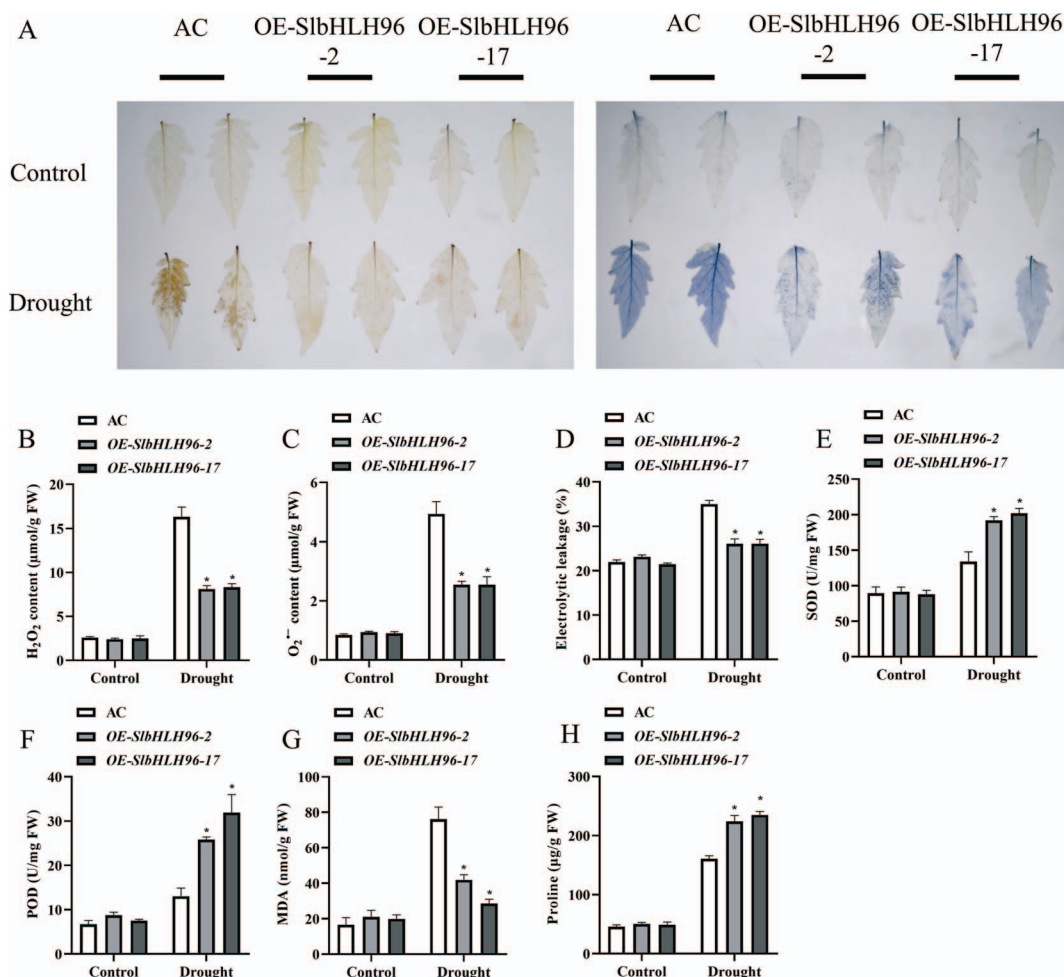 A
AC OE-SlbHLH96 OE-SlbHLH96 AC OE-SlbHLH96 OE-SlbHLH96
-2 -17 -2 -17
Control
Drought
B
AC
OE-SlbHLH96-2
OE-SlbHLH96-17
H₂O₂ content (μmol/g FW)
20
15
10
5
0
* *
Control Drought
C
AC
OE-SlbHLH96-2
OE-SlbHLH96-17
O₂˙⁻ content (μmol/g FW)
6
4
2
0
* *
Control Drought
D
AC
OE-SlbHLH96-2
OE-SlbHLH96-17
Electrolytic leakage (%)
40
30
20
10
0
* *
Control Drought
E
AC
OE-SlbHLH96-2
OE-SlbHLH96-17
SOD (U/mg FW)
250
200
150
100
50
0
* *
Control Drought
F
AC
OE-SlbHLH96-2
OE-SlbHLH96-17
POD (U/mg FW)
40
30
20
10
0
* *
Control Drought
G
AC
OE-SlbHLH96-2
OE-SlbHLH96-17
MDA (nmol/g FW)
100
80
60
40
20
0
* *
Control Drought
H
AC
OE-SlbHLH96-2
OE-SlbHLH96-17
Proline (μg/g FW)
300
200
100
0
* *
Control Drought